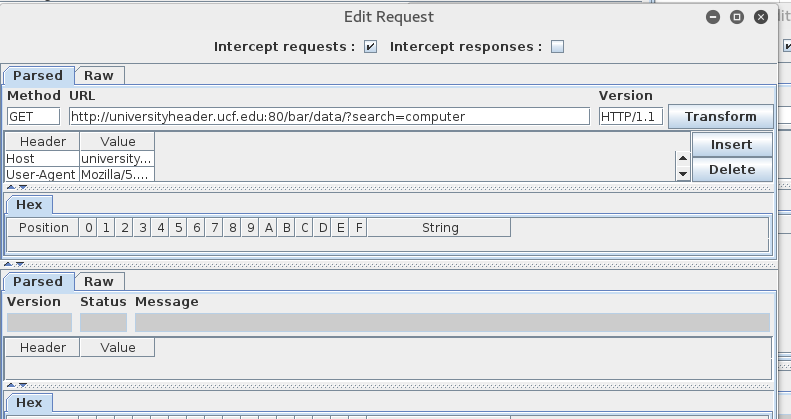 Edit Request
Intercept requests : Intercept responses :
Parsed Raw
Method URL Version
GET http://universityheader.ucf.edu:80/bar/data/?search=computer HTTP/1.1 Transform
Header Value Insert
Host university...
User-Agent Mozilla/5.... Delete
Hex
Position 0 1 2 3 4 5 6 7 8 9 A B C D E F String
Parsed Raw
Version Status Message
Header Value
Hex